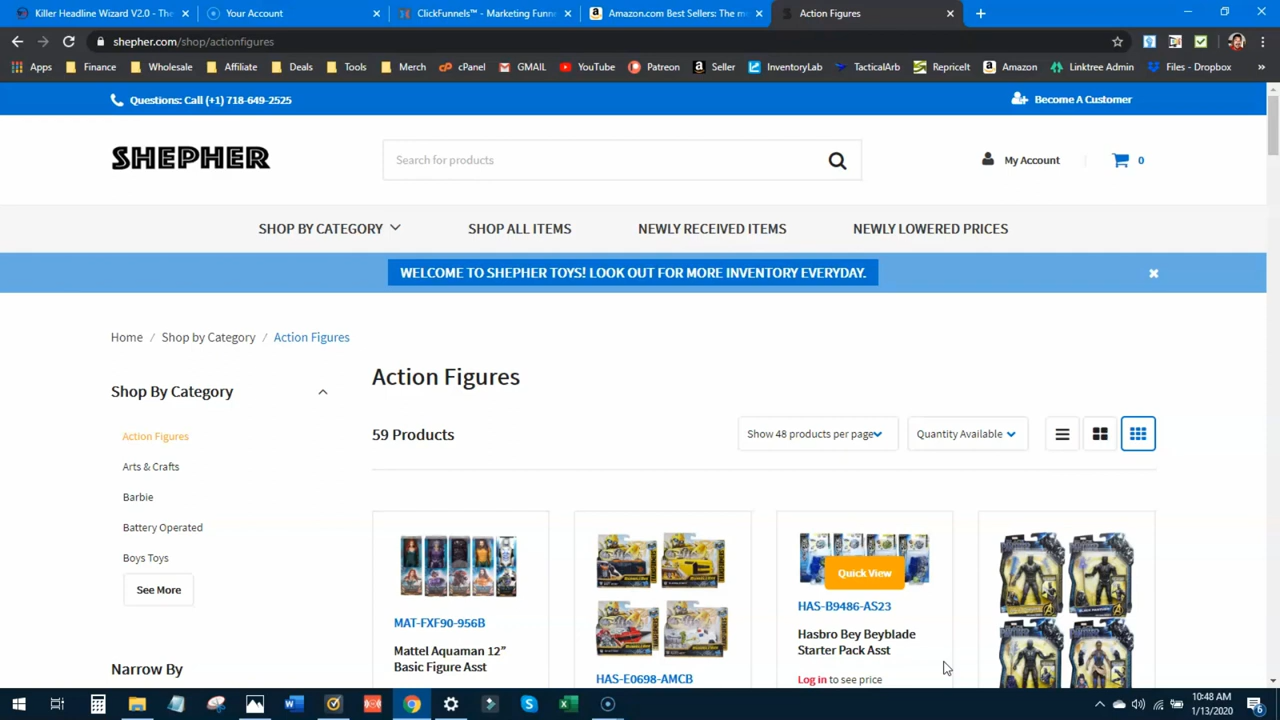 Killer Headline Wizard V2.0 - The
Your Account
ClickFunnels™ - Marketing Funn
Amazon.com Best Sellers: The m
Action Figures
shepher.com/shop/actionfigures
Apps
Finance
Wholesale
Affiliate
Deals
Tools
Merch
cPanel
GMAIL
YouTube
Patreon
Seller
InventoryLab
TacticalArb
RepriceIt
Amazon
Linktree Admin
Files - Dropbox
Questions: Call (+1) 718-649-2525
Become A Customer
SHEPHER
Search for products
My Account
0
SHOP BY CATEGORY
SHOP ALL ITEMS
NEWLY RECEIVED ITEMS
NEWLY LOWERED PRICES
WELCOME TO SHEPHER TOYS! LOOK OUT FOR MORE INVENTORY EVERYDAY.
Home / Shop by Category / Action Figures
Shop By Category
Action Figures
Arts & Crafts
Barbie
Battery Operated
Boys Toys
See More
Narrow By
Action Figures
59 Products
Show 48 products per page
Quantity Available
MAT-FXF90-956B
Mattel Aquaman 12”
Basic Figure Asst
HAS-E0698-AMCB
Quick View
HAS-B9486-AS23
Hasbro Bey Beyblade
Starter Pack Asst
Log in to see price
10:48 AM
1/13/2020